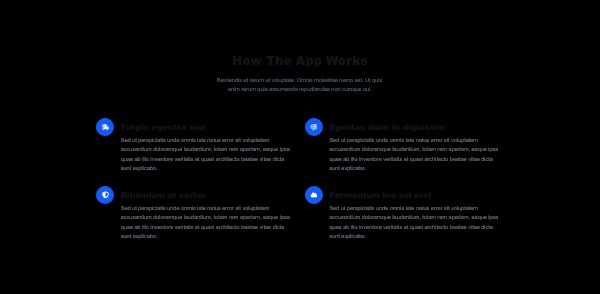 How The App Works
Reiciendis et rerum ut voluptate. Omnis molestiae nemo est. Ut quis
enim rerum quia assumenda repudiandae non cumque qui.
Turpis egestas sed
Sed ut perspiciatis unde omnis iste natus error sit voluptatem
accusantium doloremque laudantium, totam rem aperiam, eaque ipsa
quae ab illo inventore veritatis et quasi architecto beatae vitae dicta
sunt explicabo.
Egestas diam in dignissim
Sed ut perspiciatis unde omnis iste natus error sit voluptatem
accusantium doloremque laudantium, totam rem aperiam, eaque ipsa
quae ab illo inventore veritatis et quasi architecto beatae vitae dicta
sunt explicabo.
Bibendum at varius
Sed ut perspiciatis unde omnis iste natus error sit voluptatem
accusantium doloremque laudantium, totam rem aperiam, eaque ipsa
quae ab illo inventore veritatis et quasi architecto beatae vitae dicta
sunt explicabo.
Fermentum leo vel orci
Sed ut perspiciatis unde omnis iste natus error sit voluptatem
accusantium doloremque laudantium, totam rem aperiam, eaque ipsa
quae ab illo inventore veritatis et quasi architecto beatae vitae dicta
sunt explicabo.